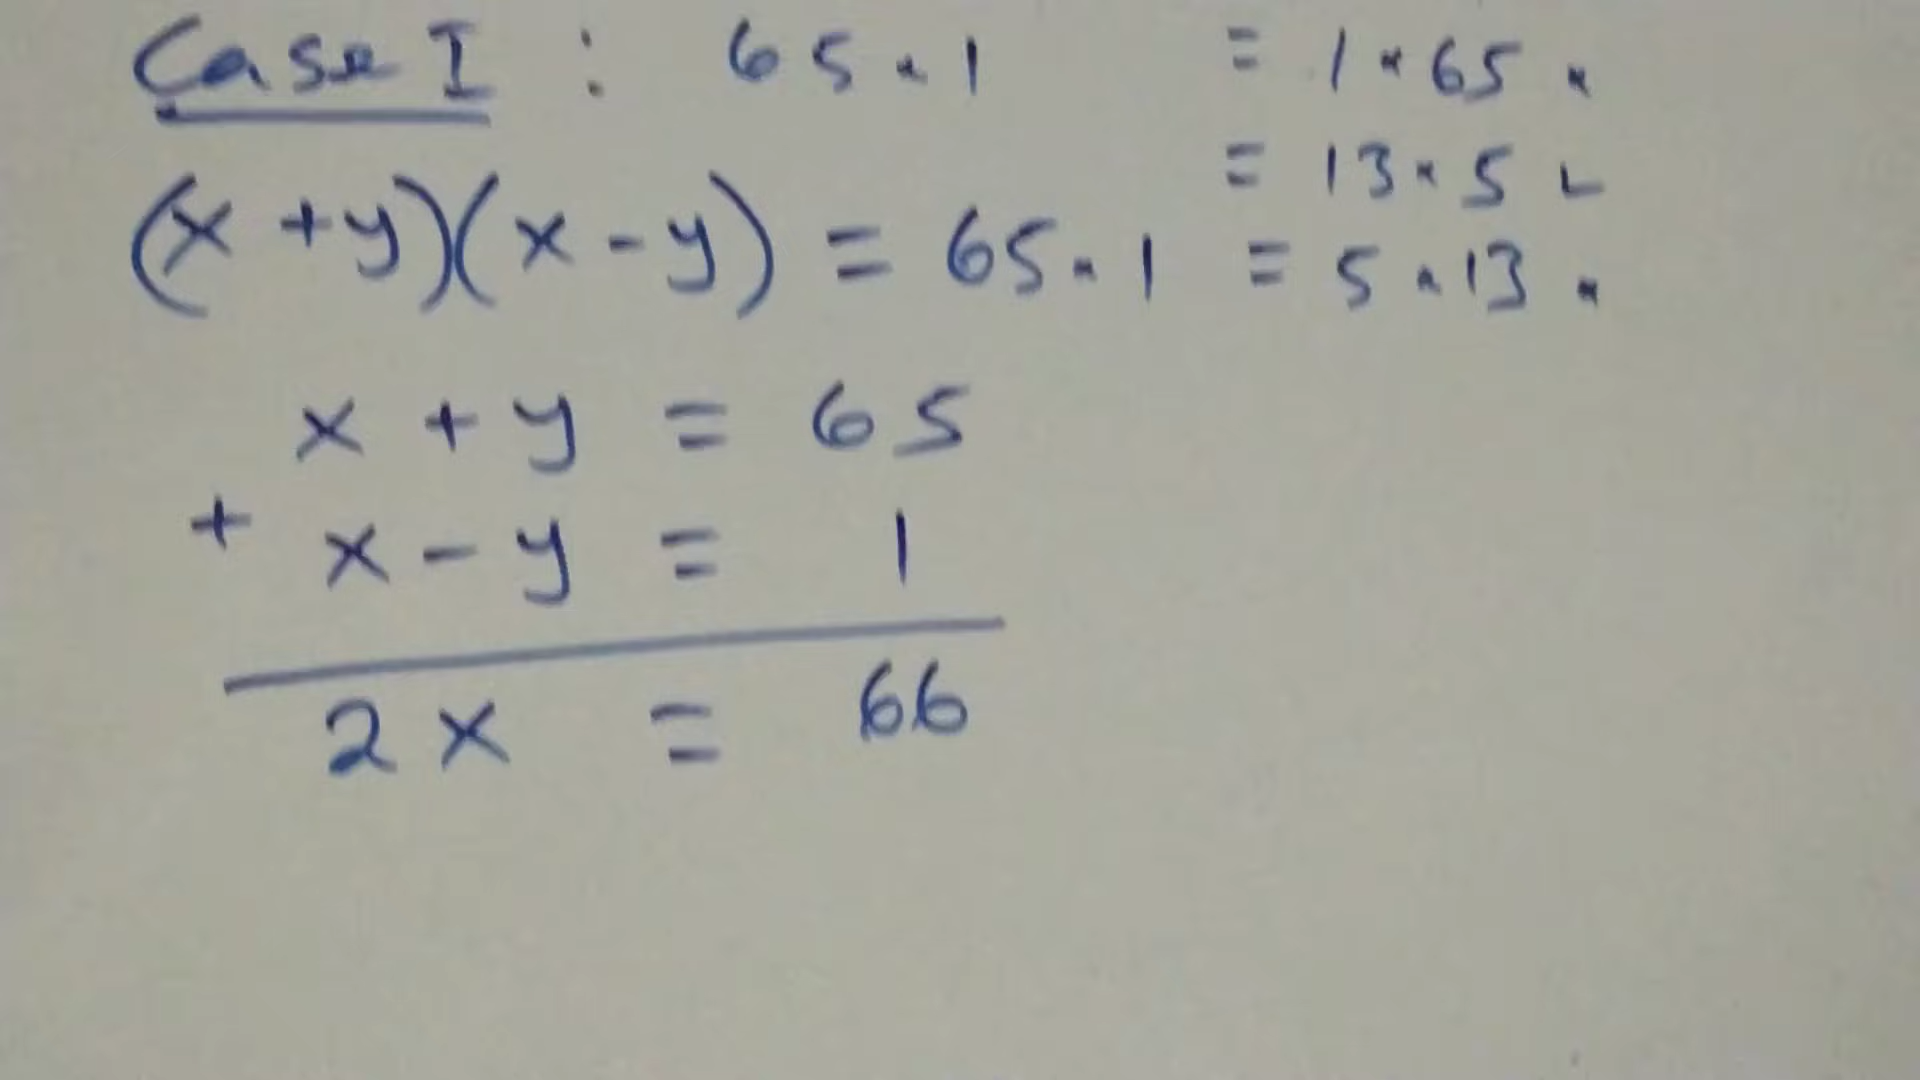 Case I : 65 · 1 = 1 · 65 ×
= 13 · 5 ✓
(x + y)(x - y) = 65 · 1 = 5 · 13 ×
x + y = 65
+ x - y = 1
2x = 66